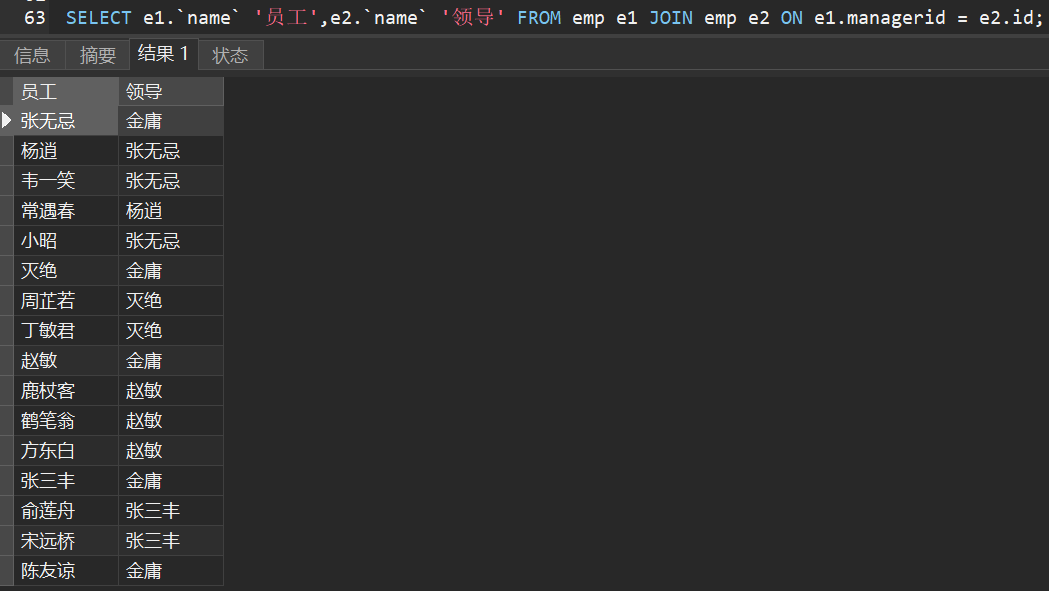 63 SELECT e1.`name` '员工',e2.`name` '领导' FROM emp e1 JOIN emp e2 ON e1.managerid = e2.id;
信息 摘要 结果 1 状态
员工 领导
张无忌 金庸
杨逍 张无忌
韦一笑 张无忌
常遇春 杨逍
小昭 张无忌
灭绝 金庸
周芷若 灭绝
丁敏君 灭绝
赵敏 金庸
鹿杖客 赵敏
鹤笔翁 赵敏
方东白 赵敏
张三丰 金庸
俞莲舟 张三丰
宋远桥 张三丰
陈友谅 金庸